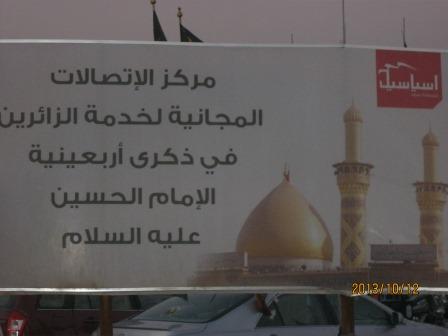 مركز الإتصالات
المجانية لخدمة الزائرين
في ذكرى أربعينية
الإمام الحسين
عليه السلام
اسياسيل
2013/10/12